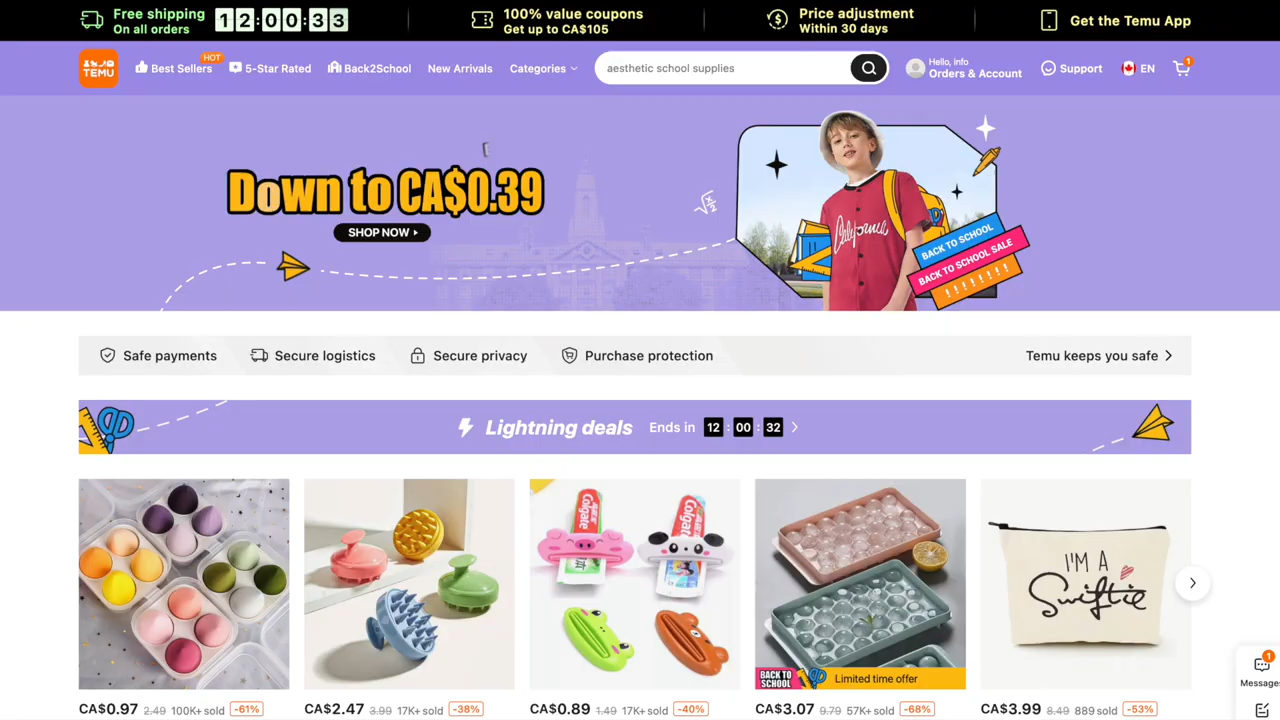 Free shipping
On all orders
12:00:33
100% value coupons
Get up to CA$105
Price adjustment
Within 30 days
Get the Temu App
TEMU
Best Sellers
HOT
5-Star Rated
Back2School
New Arrivals
Categories
aesthetic school supplies
Hello, info
Orders & Account
Support
EN
1
Down to CA$0.39
SHOP NOW
California
BACK TO SCHOOL
BACK TO SCHOOL SALE
! ! ! ! ! ! ! !
Safe payments
Secure logistics
Secure privacy
Purchase protection
Temu keeps you safe
Lightning deals
Ends in 12 : 00 : 32
Colgate
Colgate
I'M A
Swiftie
BACK TO
SCHOOL
Limited time offer
1
Messages
CA$0.97 2.49 100K+ sold -61%
CA$2.47 3.99 17K+ sold -38%
CA$0.89 1.49 17K+ sold -40%
CA$3.07 9.79 57K+ sold -68%
CA$3.99 8.49 889 sold -53%